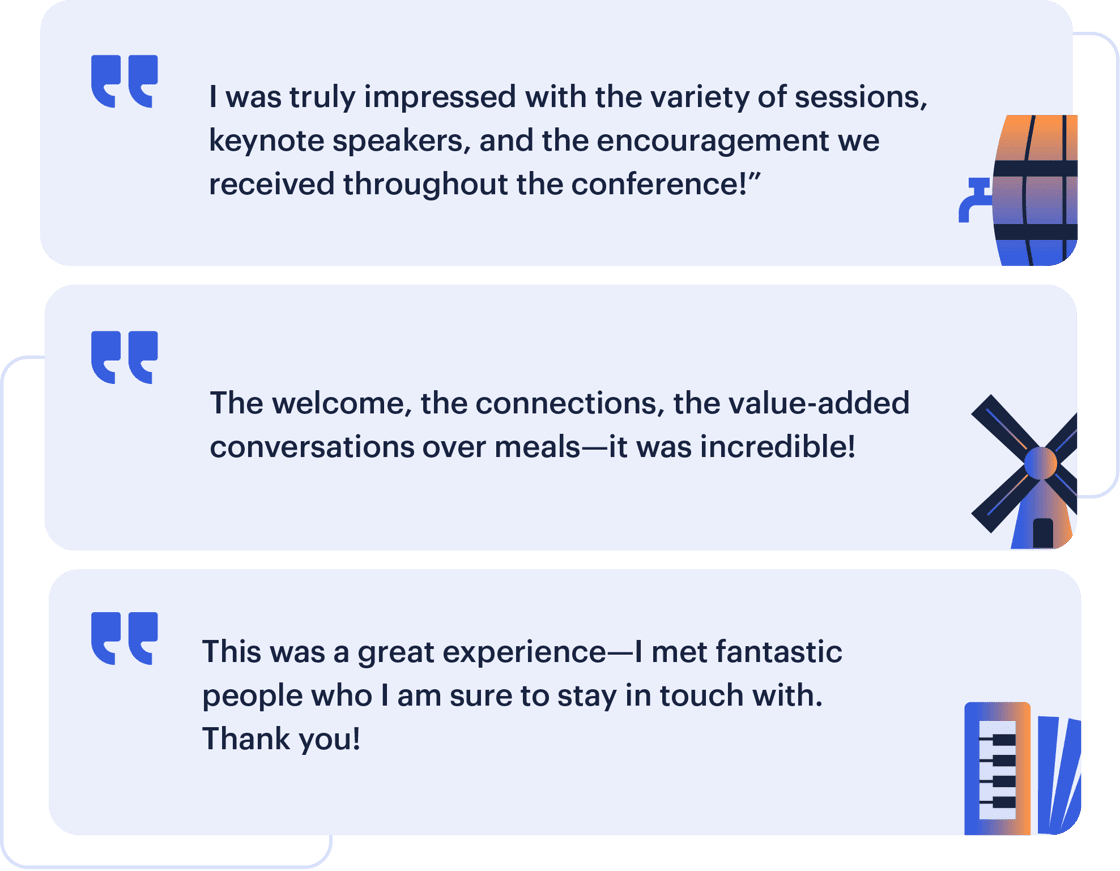 I was truly impressed with the variety of sessions,
keynote speakers, and the encouragement we
received throughout the conference!”
The welcome, the connections, the value-added
conversations over meals—it was incredible!
This was a great experience—I met fantastic
people who I am sure to stay in touch with.
Thank you!